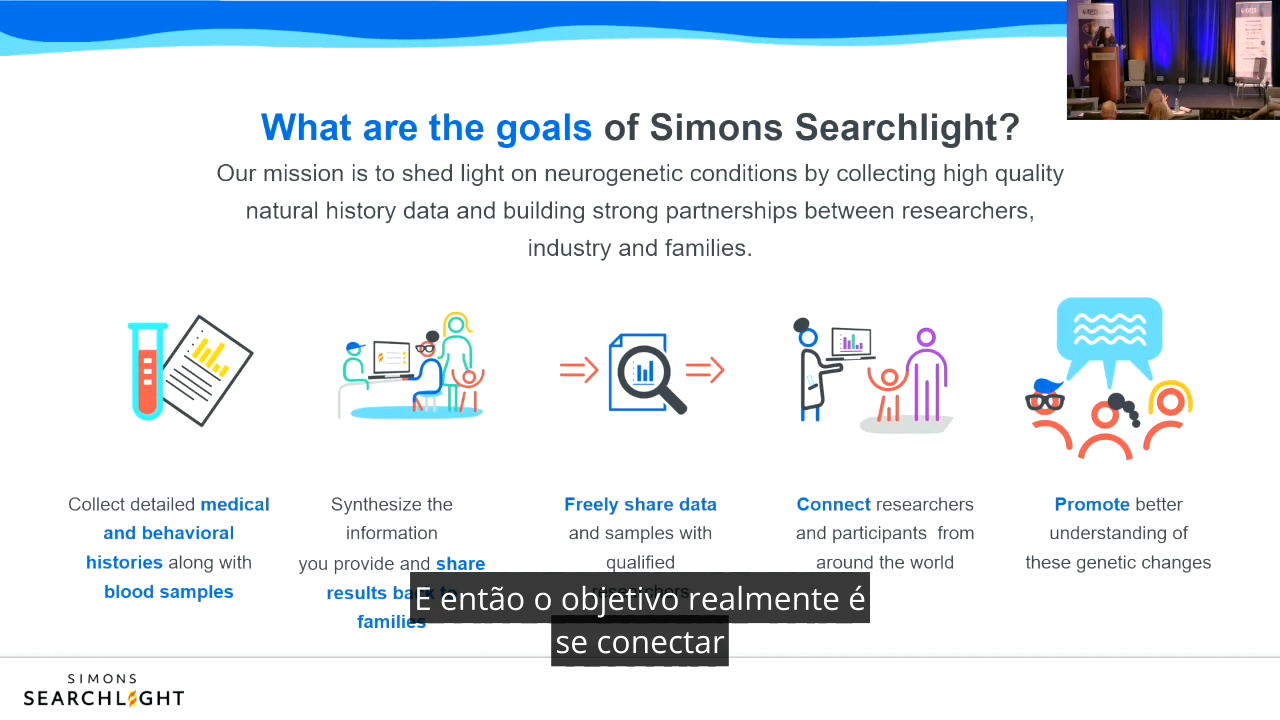 What are the goals of Simons Searchlight?
Our mission is to shed light on neurogenetic conditions by collecting high quality
natural history data and building strong partnerships between researchers,
industry and families.
Collect detailed medical
and behavioral
histories along with
blood samples
Synthesize the
information
you provide and share
results back to
families
Freely share data
and samples with
qualified
researchers
Connect researchers
and participants from
around the world
Promote better
understanding of
these genetic changes
E então o objetivo realmente é
se conectar
SIMONS
SEARCHLIGHT